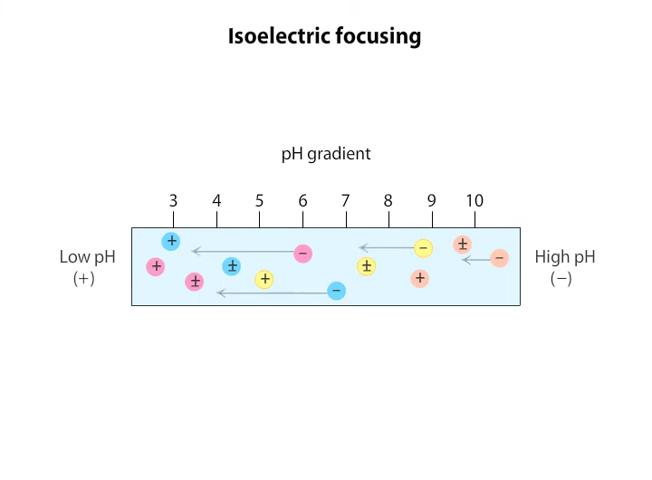 Isoelectric focusing
pH gradient
3 4 5 6 7 8 9 10
Low pH
(+)
High pH
(−)
+ − − ±
+ ± ± −
± + +
−